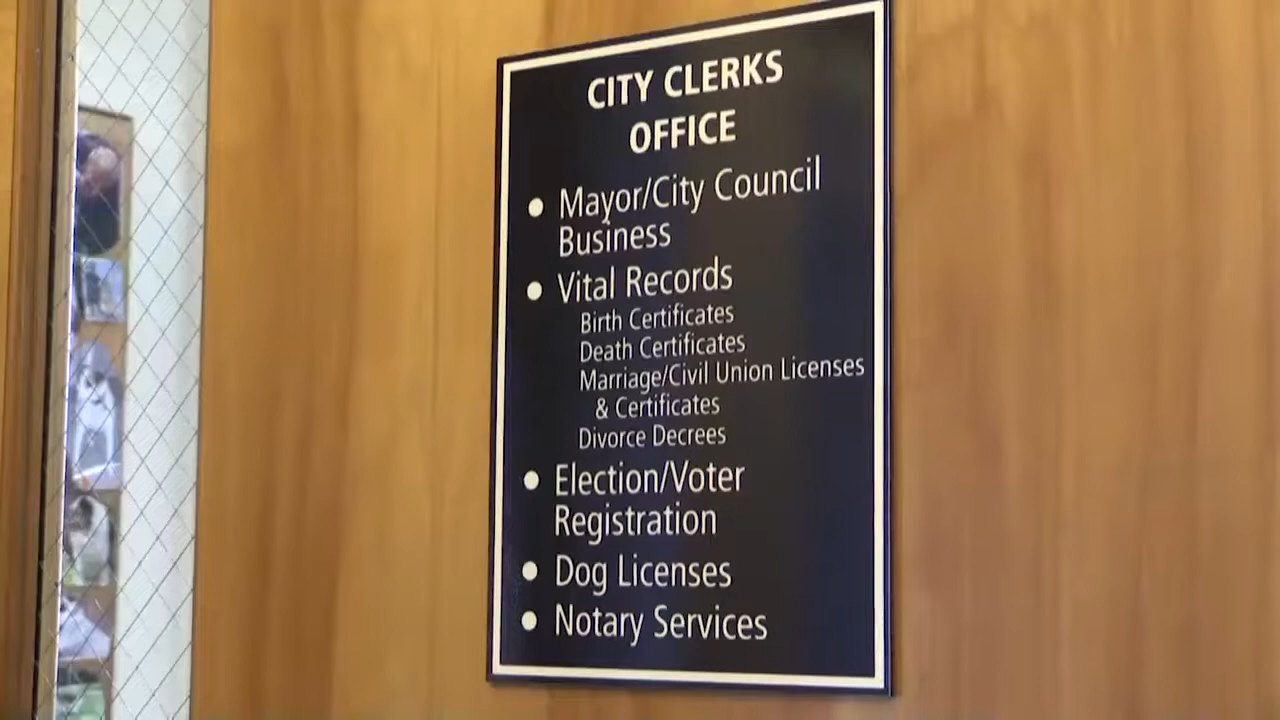 CITY CLERKS
OFFICE
• Mayor/City Council
Business
• Vital Records
Birth Certificates
Death Certificates
Marriage/Civil Union Licenses
& Certificates
Divorce Decrees
• Election/Voter
Registration
• Dog Licenses
• Notary Services